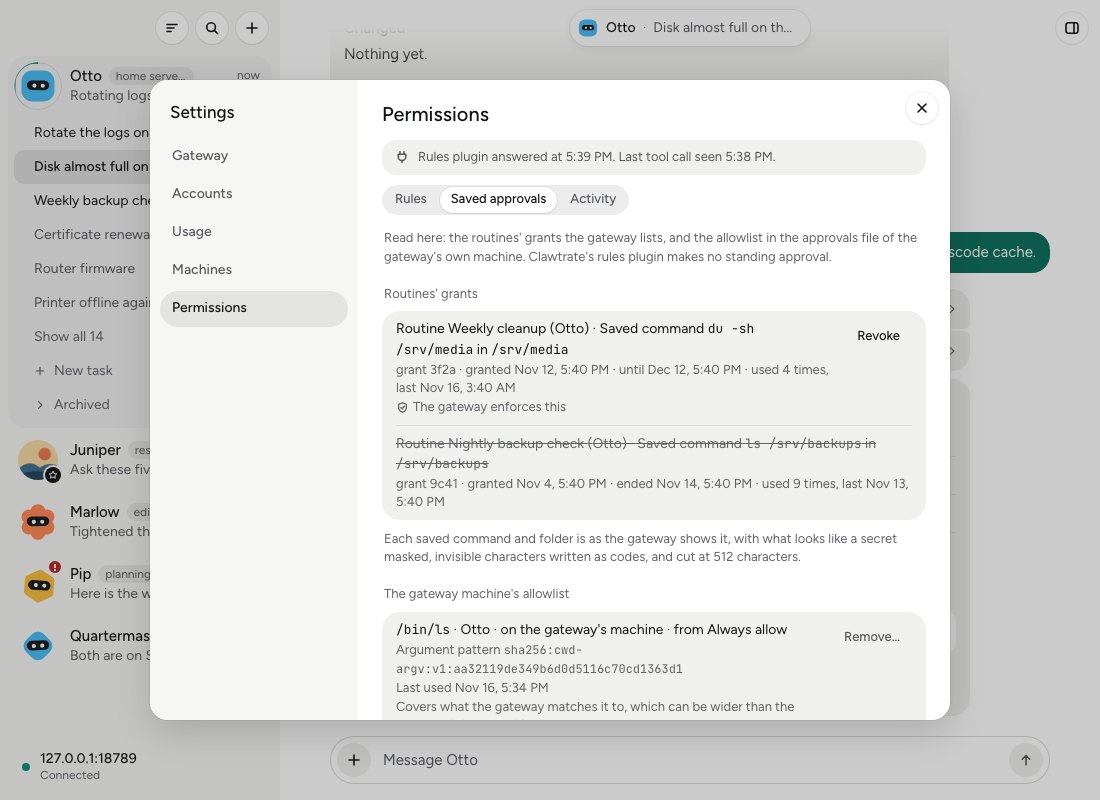 Otto · Disk almost full on th…
Nothing yet.
Otto home serve… now
Rotating logs
Rotate the logs on
Disk almost full on
Weekly backup che
Certificate renewa
Router firmware
Printer offline again
Show all 14
New task
Archived
Juniper res
Ask these fiv
Marlow edi
Tightened th
Pip planning
Here is the w
Quartermas
Both are on S
127.0.0.1:18789
Connected
scode cache.
Message Otto
Settings
Gateway
Accounts
Usage
Machines
Permissions
Permissions
Rules plugin answered at 5:39 PM. Last tool call seen 5:38 PM.
Rules Saved approvals Activity
Read here: the routines' grants the gateway lists, and the allowlist in the approvals file of the
gateway's own machine. Clawtrate's rules plugin makes no standing approval.
Routines' grants
Routine Weekly cleanup (Otto) · Saved command du -sh
/srv/media in /srv/media
Revoke
grant 3f2a · granted Nov 12, 5:40 PM · until Dec 12, 5:40 PM · used 4 times,
last Nov 16, 3:40 AM
The gateway enforces this
Routine Nightly backup check (Otto) · Saved command ls /srv/backups in
/srv/backups
grant 9c41 · granted Nov 4, 5:40 PM · ended Nov 14, 5:40 PM · used 9 times, last Nov 13,
5:40 PM
Each saved command and folder is as the gateway shows it, with what looks like a secret
masked, invisible characters written as codes, and cut at 512 characters.
The gateway machine's allowlist
/bin/ls · Otto · on the gateway's machine · from Always allow
Remove…
Argument pattern sha256:cwd-
argv:v1:aa32119de349b6d0d5116c70cd1363d1
Last used Nov 16, 5:34 PM
Covers what the gateway matches it to, which can be wider than the